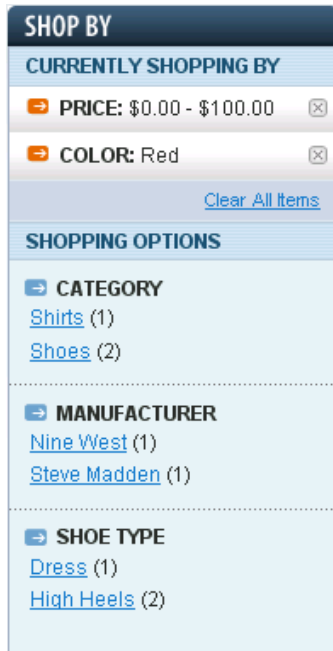 SHOP BY
CURRENTLY SHOPPING BY
PRICE: $0.00 - $100.00
COLOR: Red
Clear All Items
SHOPPING OPTIONS
CATEGORY
Shirts (1)
Shoes (2)
MANUFACTURER
Nine West (1)
Steve Madden (1)
SHOE TYPE
Dress (1)
High Heels (2)